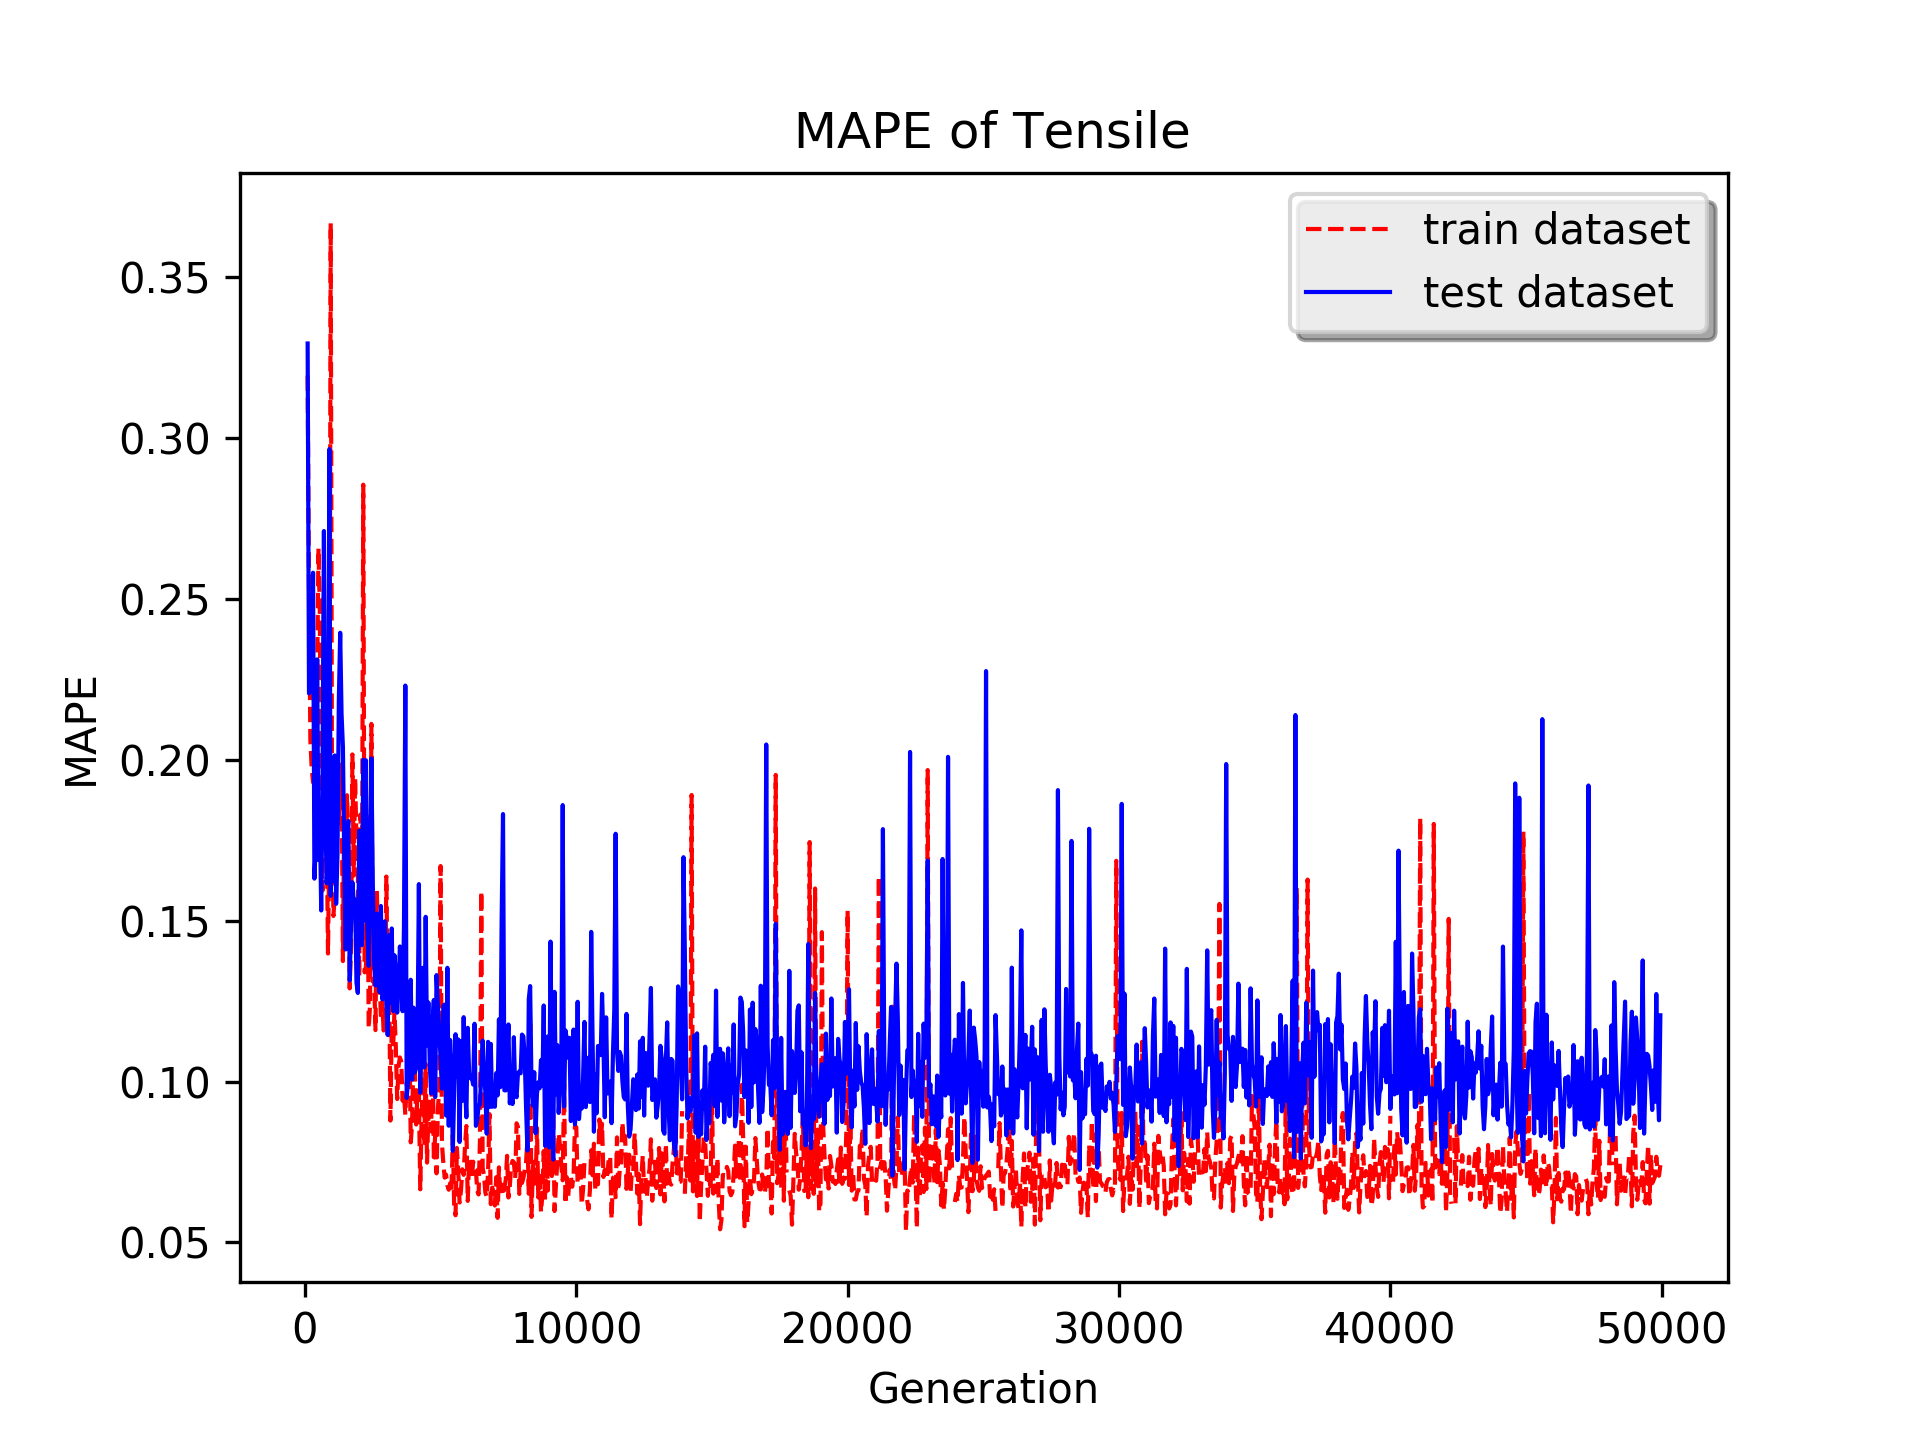 MAPE of Tensile
train dataset
test dataset
MAPE
0.35
0.30
0.25
0.20
0.15
0.10
0.05
0 10000 20000 30000 40000 50000
Generation